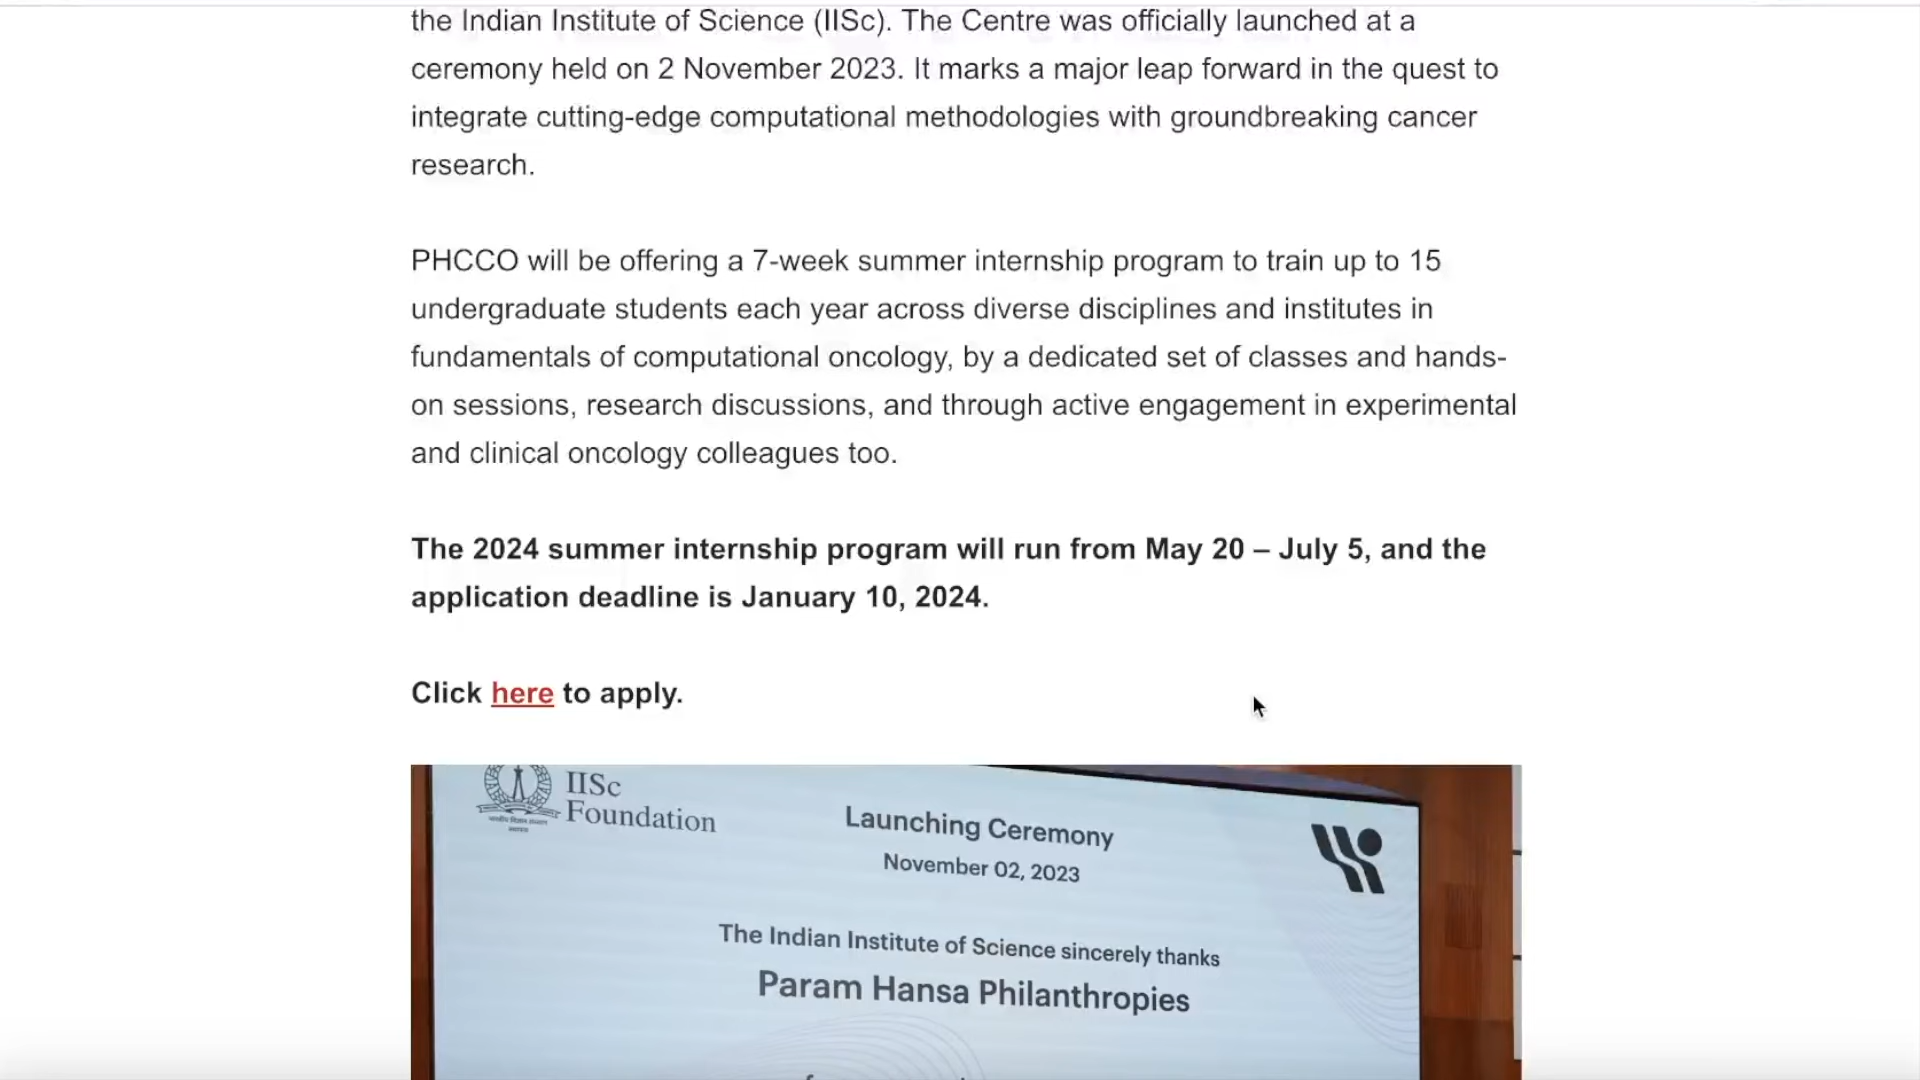 the Indian Institute of Science (IISc). The Centre was officially launched at a
ceremony held on 2 November 2023. It marks a major leap forward in the quest to
integrate cutting-edge computational methodologies with groundbreaking cancer
research.
PHCCO will be offering a 7-week summer internship program to train up to 15
undergraduate students each year across diverse disciplines and institutes in
fundamentals of computational oncology, by a dedicated set of classes and hands-
on sessions, research discussions, and through active engagement in experimental
and clinical oncology colleagues too.
The 2024 summer internship program will run from May 20 – July 5, and the
application deadline is January 10, 2024.
Click here to apply.
IISc
Foundation
Launching Ceremony
November 02, 2023
The Indian Institute of Science sincerely thanks
Param Hansa Philanthropies